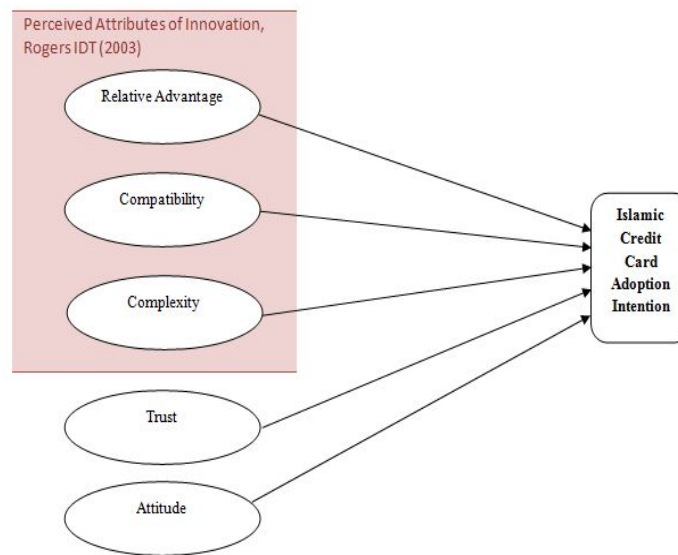 Perceived Attributes of Innovation,
Rogers IDT (2003)
Relative Advantage
Compatibility
Complexity
Trust
Attitude
Islamic
Credit
Card
Adoption
Intention